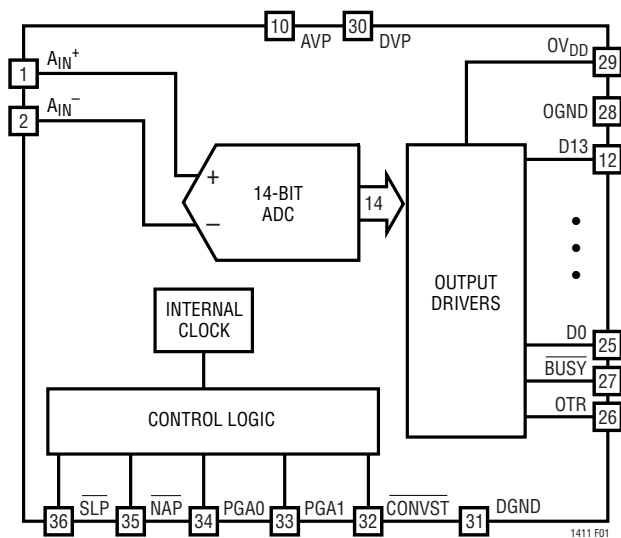 10 AVP 30 DVP
OVDD 29
1 AIN+
2 AIN–
OGND 28
D13 12
+
–
14-BIT
ADC
14
OUTPUT
DRIVERS
INTERNAL
CLOCK
D0 25
BUSY 27
OTR 26
CONTROL LOGIC
36 SLP 35 NAP 34 PGA0 33 PGA1 32 CONVST 31 DGND
1411 F01